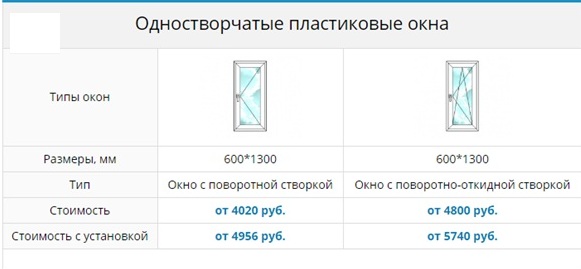 Одностворчатые пластиковые окна
Типы окон
Размеры, мм 600*1300 600*1300
Тип Окно с поворотной створкой Окно с поворотно-откидной створкой
Стоимость от 4020 руб. от 4800 руб.
Стоимость с установкой от 4956 руб. от 5740 руб.